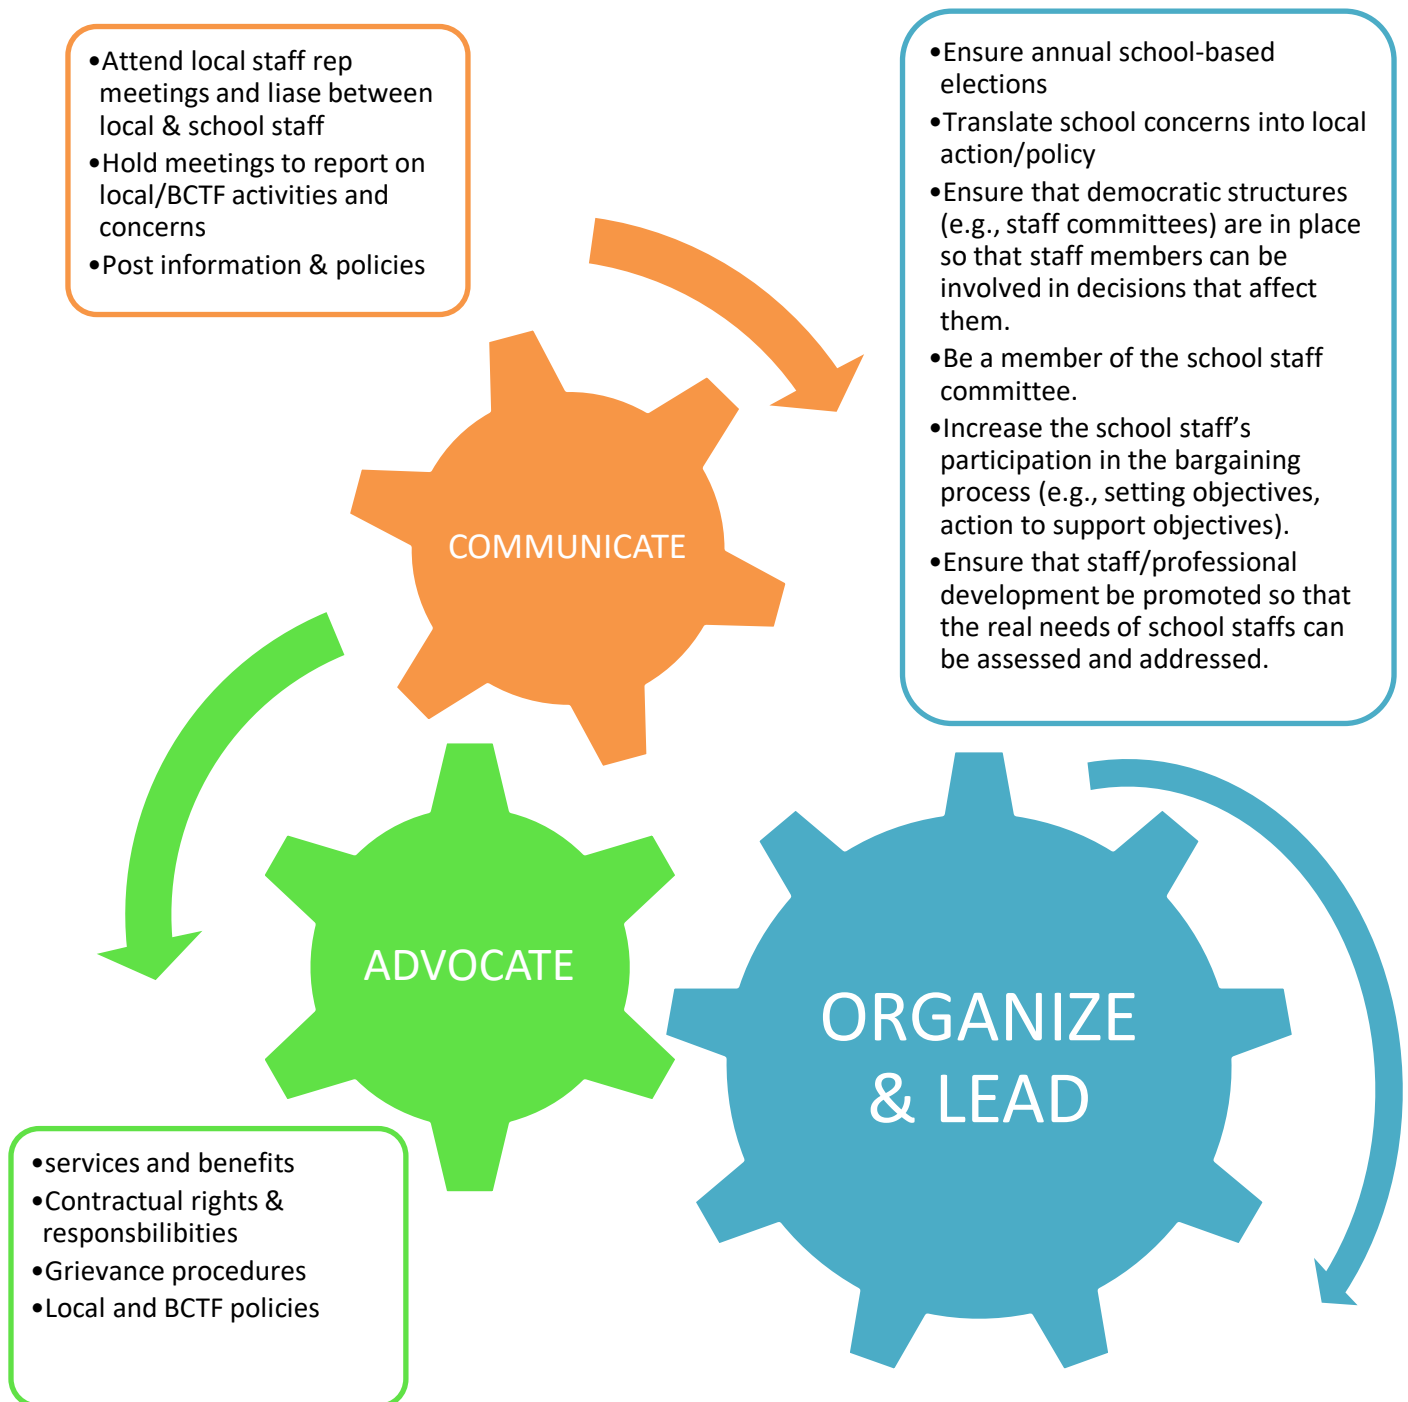 •Attend local staff rep
meetings and liase between
local & school staff
•Hold meetings to report on
local/BCTF activities and
concerns
•Post information & policies
•Ensure annual school-based
elections
•Translate school concerns into local
action/policy
•Ensure that democratic structures
(e.g., staff committees) are in place
so that staff members can be
involved in decisions that affect
them.
•Be a member of the school staff
committee.
•Increase the school staff’s
participation in the bargaining
process (e.g., setting objectives,
action to support objectives).
•Ensure that staff/professional
development be promoted so that
the real needs of school staffs can
be assessed and addressed.
COMMUNICATE
ADVOCATE
ORGANIZE
& LEAD
•services and benefits
•Contractual rights &
responsbilibities
•Grievance procedures
•Local and BCTF policies